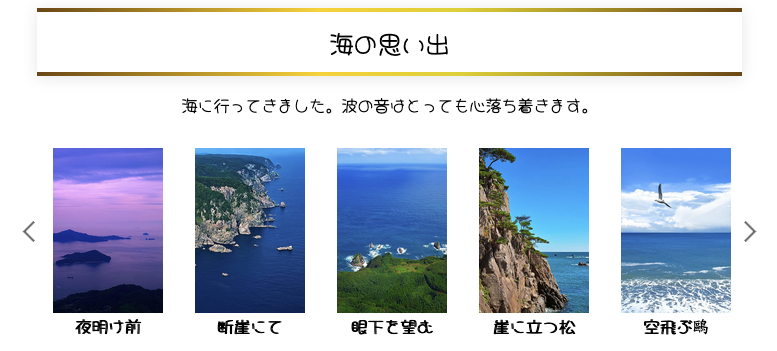 海の思い出
海に行ってきました。波の音はとっても心落ち着きます。
夜明け前
断崖にて
眼下を望む
崖に立つ松
空飛ぶ鷗